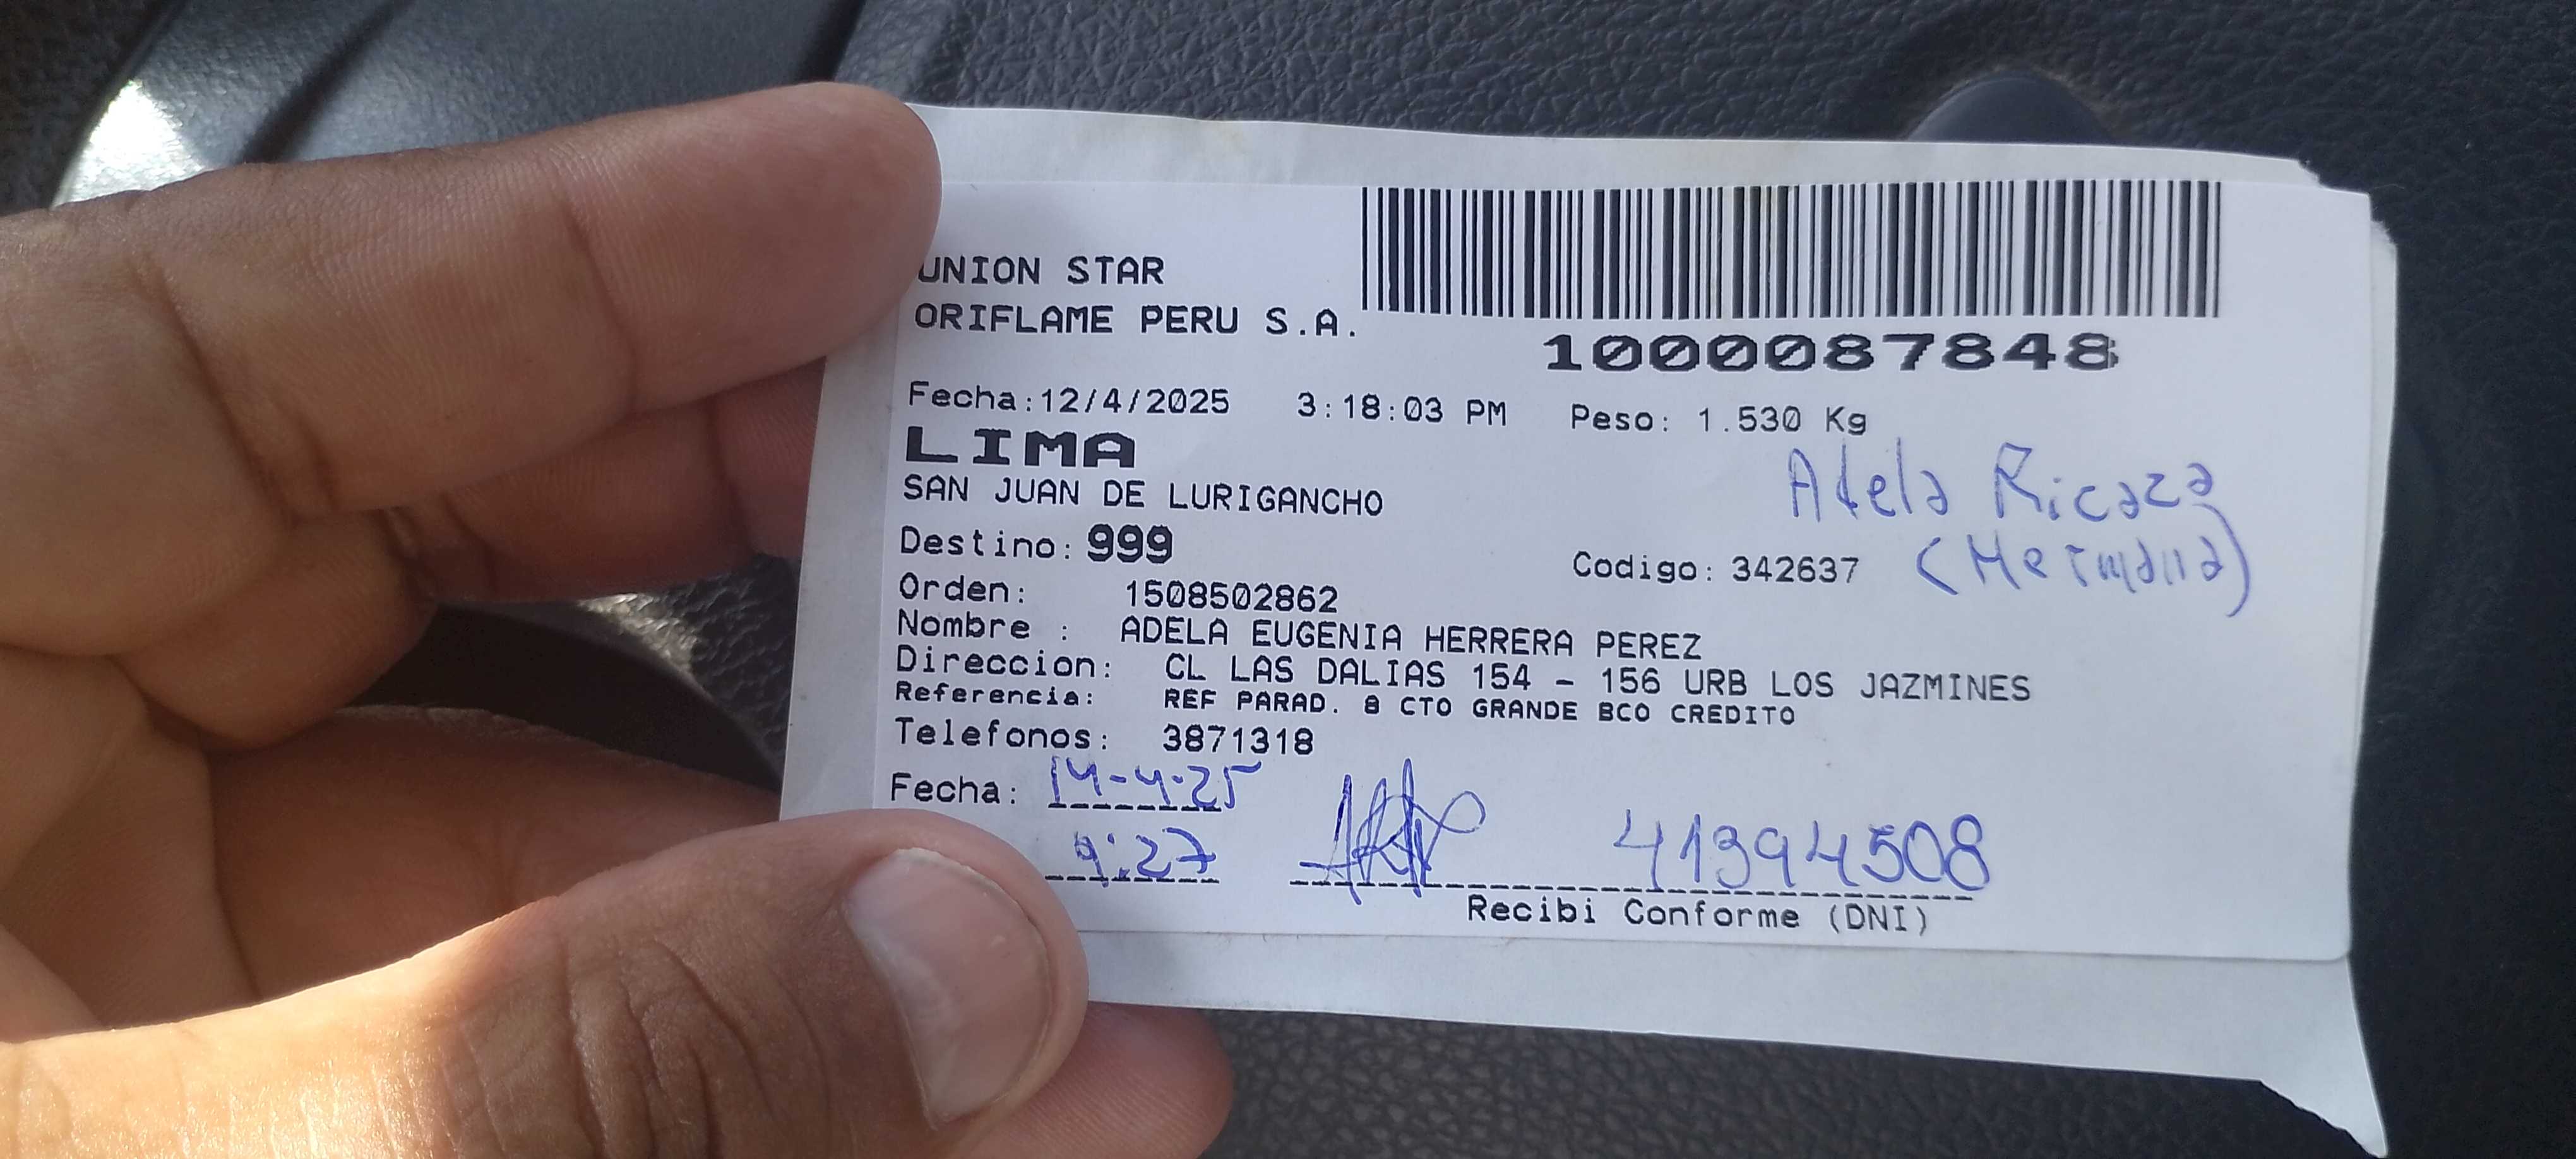 UNION STAR
ORIFLAME PERU S.A.
1000087848
Fecha:12/4/2025 3:18:03 PM Peso: 1.530 Kg
LIMA
Adela Ricaza
SAN JUAN DE LURIGANCHO
Destino: 999
Codigo: 342637 (Hermana)
Orden: 1508502862
Nombre : ADELA EUGENIA HERRERA PEREZ
Direccion: CL LAS DALIAS 154 - 156 URB LOS JAZMINES
Referencia: REF PARAD. 8 CTO GRANDE BCO CREDITO
Telefonos: 3871318
Fecha: 14-4-25
9:27 41394508
Recibi Conforme (DNI)